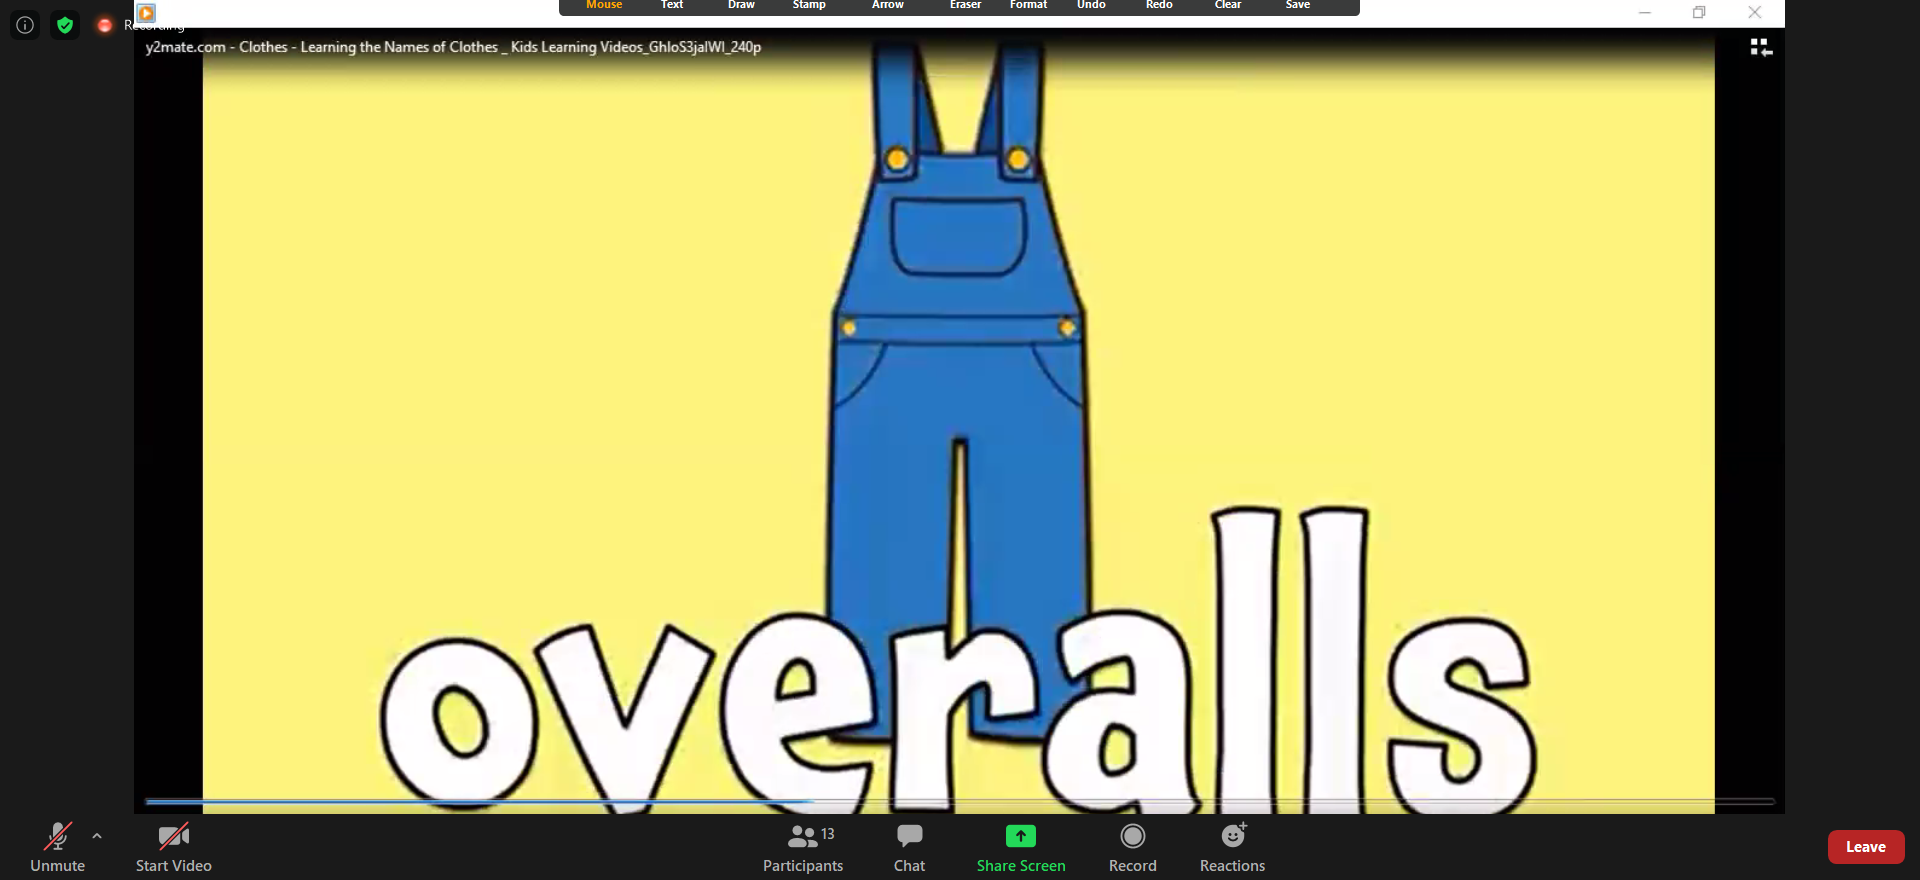 Mouse Text Draw Stamp Arrow Eraser Format Undo Redo Clear Save
Recording
y2mate.com - Clothes - Learning the Names of Clothes _ Kids Learning Videos_GhIoS3jaIWI_240p
overalls
13
Unmute Start Video Participants Chat Share Screen Record Reactions Leave